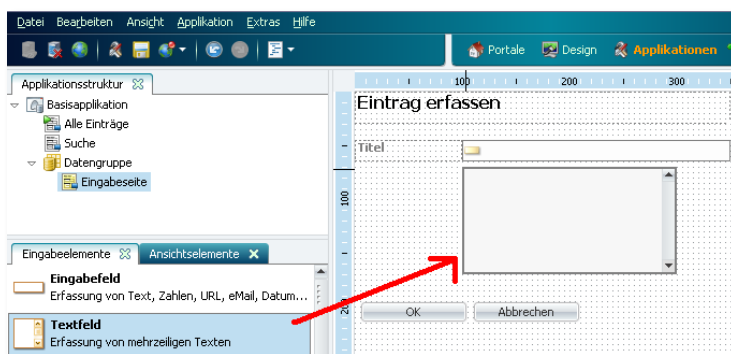 Datei Bearbeiten Ansicht Applikation Extras Hilfe
Portale Design Applikationen
Applikationsstruktur
Basisapplikation
Alle Einträge
Suche
Datengruppe
Eingabeseite
100 200 300
Eintrag erfassen
Titel
100
200
OK Abbrechen
Eingabeelemente Ansichtselemente
Eingabefeld
Erfassung von Text, Zahlen, URL, eMail, Datum...
Textfeld
Erfassung von mehrzeiligen Texten